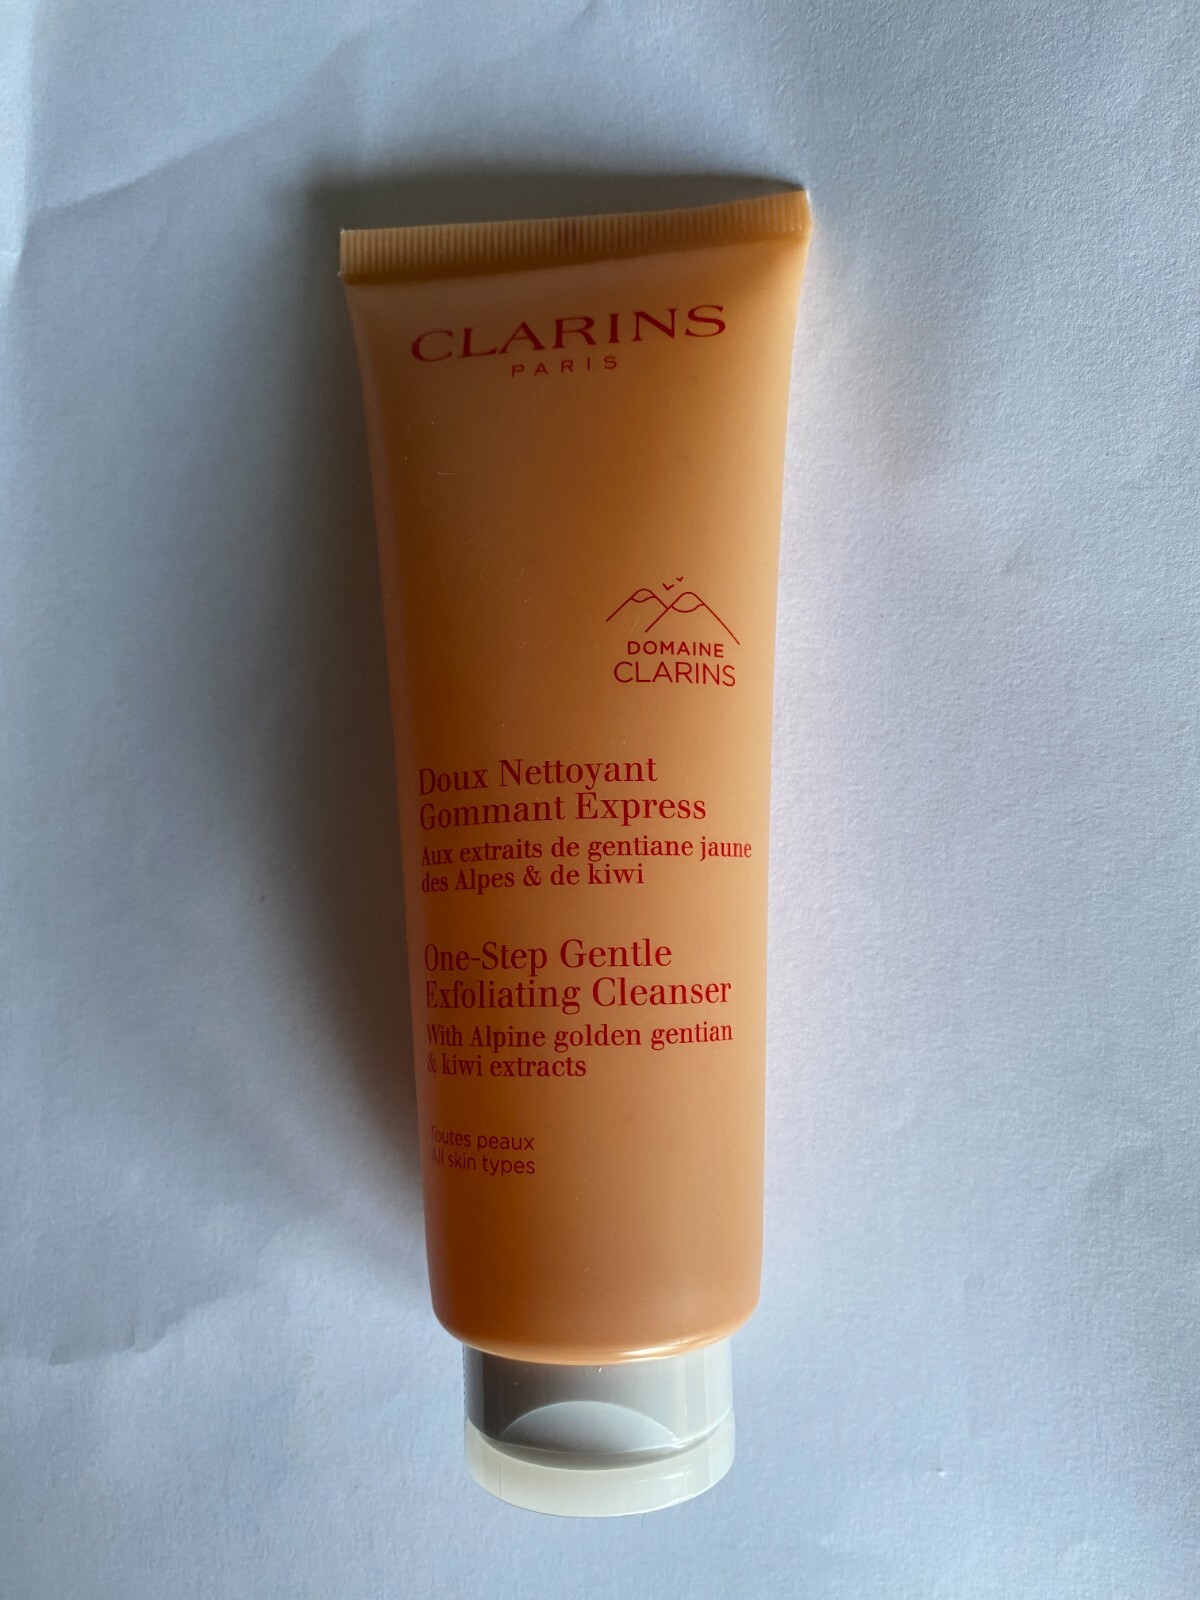 CLARINS
PARIS
DOMAINE
CLARINS
Doux Nettoyant
Gommant Express
Aux extraits de gentiane jaune
des Alpes & de kiwi
One-Step Gentle
Exfoliating Cleanser
With Alpine golden gentian
& kiwi extracts
Toutes peaux
All skin types